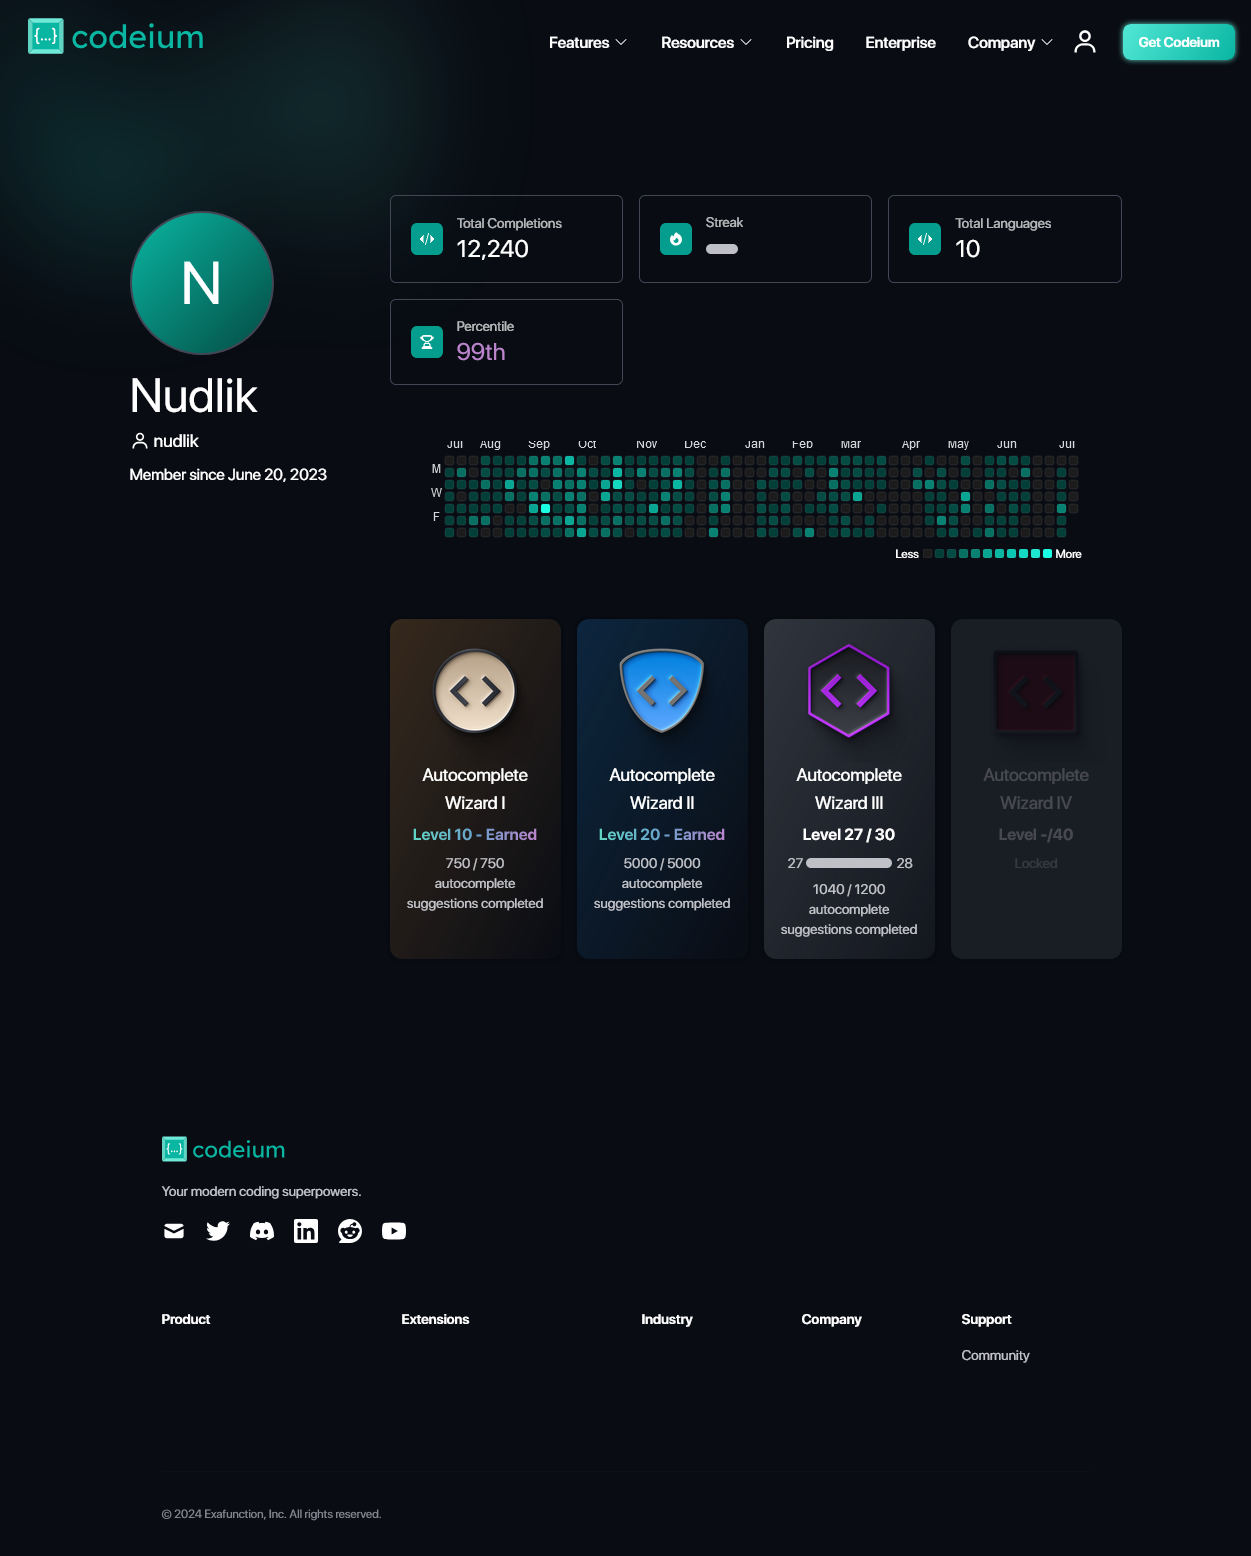 codeium
Features
Resources
Pricing
Enterprise
Company
Get Codeium
N
Nudlik
nudlik
Member since June 20, 2023
Total Completions
12,240
Streak
Total Languages
10
Percentile
99th
Jul Aug Sep Oct Nov Dec Jan Feb Mar Apr May Jun Jul
M
W
F
Less More
Autocomplete
Wizard I
Level 10 - Earned
750 / 750
autocomplete
suggestions completed
Autocomplete
Wizard II
Level 20 - Earned
5000 / 5000
autocomplete
suggestions completed
Autocomplete
Wizard III
Level 27 / 30
27 28
1040 / 1200
autocomplete
suggestions completed
Autocomplete
Wizard IV
Level -/40
Locked
codeium
Your modern coding superpowers.
Product
Extensions
Industry
Company
Support
Community
© 2024 Exafunction, Inc. All rights reserved.